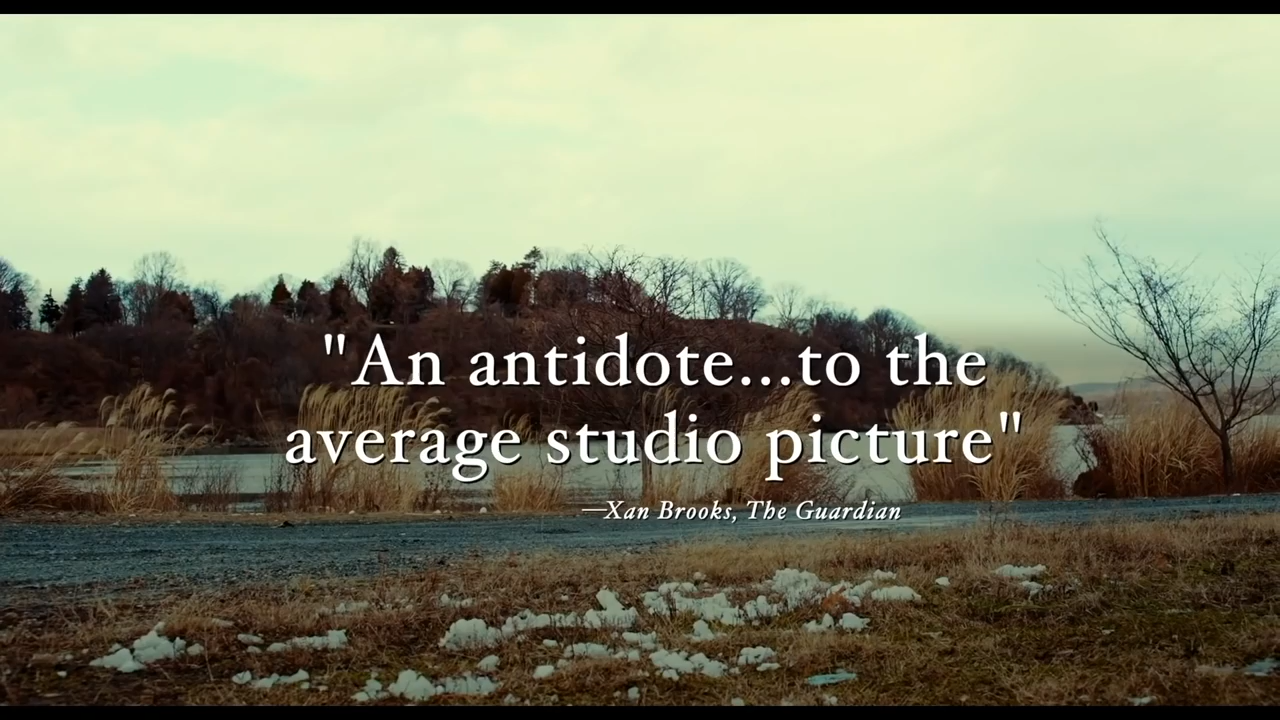 "An antidote...to the
average studio picture"
—Xan Brooks, The Guardian